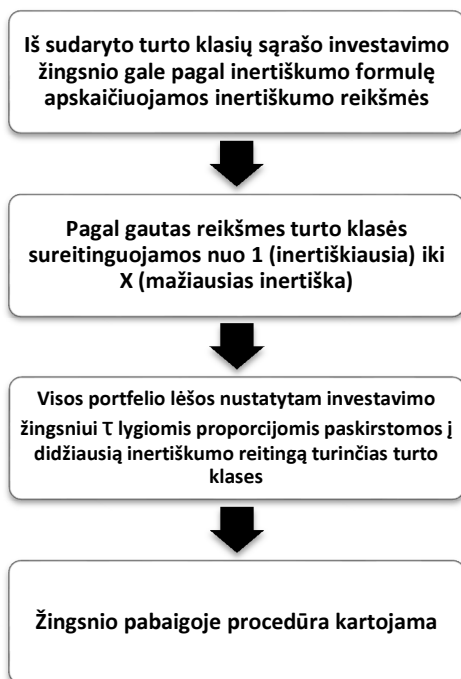 Iš sudaryto turto klasių sąrašo investavimo
žingsnio gale pagal inertiškumo formulę
apskaičiuojamos inertiškumo reikšmės
Pagal gautas reikšmes turto klasės
sureitinguojamos nuo 1 (inertiškiausia) iki
X (mažiausias inertiška)
Visos portfelio lėšos nustatytam investavimo
žingsniui τ lygiomis proporcijomis paskirstomos į
didžiausią inertiškumo reitingą turinčias turto
klases
Žingsnio pabaigoje procedūra kartojama